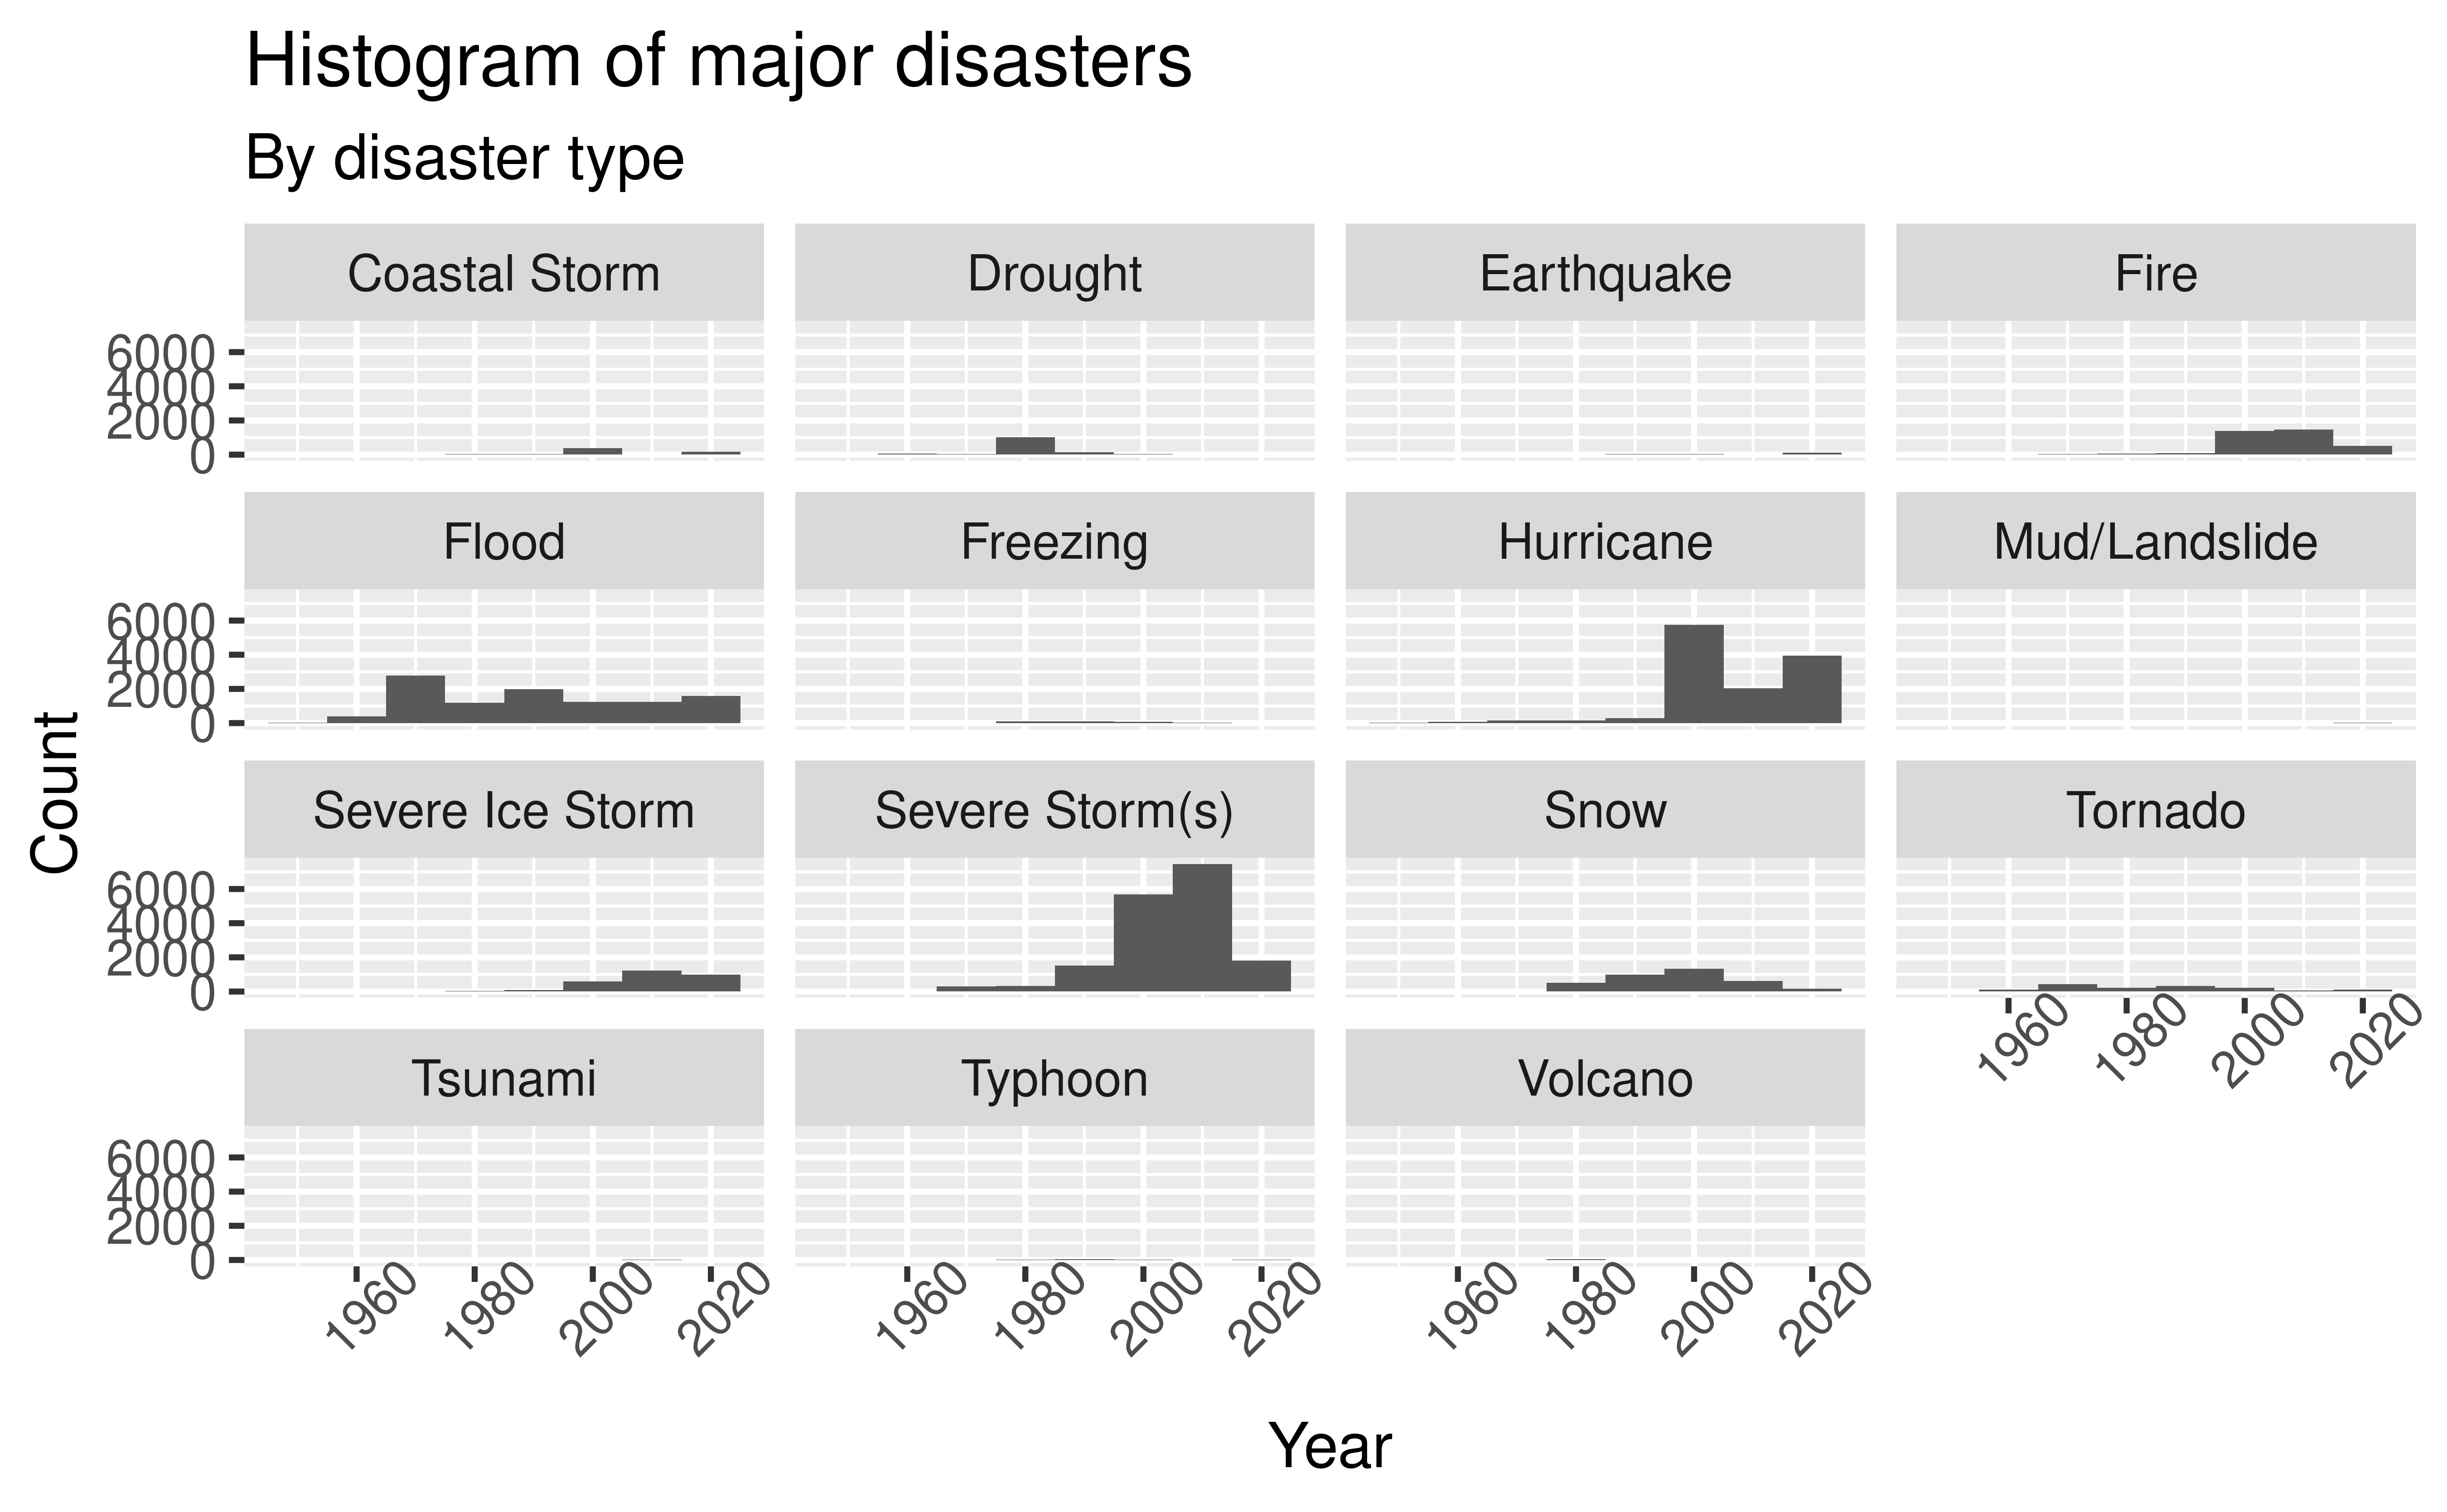 Histogram of major disasters
By disaster type
Coastal Storm Drought Earthquake Fire
6000
4000
2000
0
Flood Freezing Hurricane Mud/Landslide
6000
4000
2000
0
Severe Ice Storm Severe Storm(s) Snow Tornado
6000
4000
2000
0
1960 1980 2000 2020
Tsunami Typhoon Volcano
6000
4000
2000
0
1960 1980 2000 2020 1960 1980 2000 2020 1960 1980 2000 2020
Count
Year